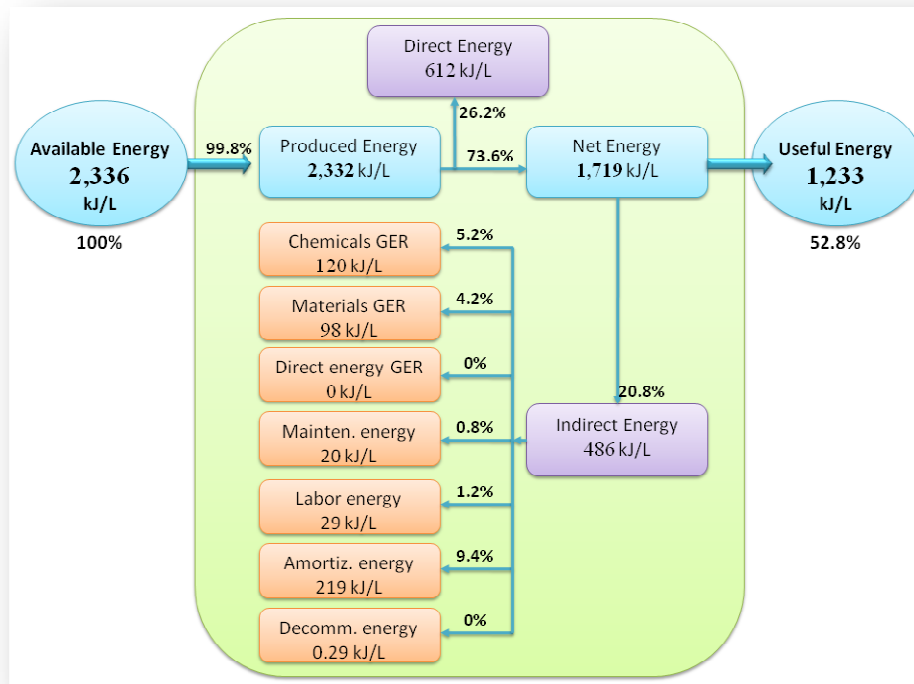 Direct Energy
612 kJ/L
26.2%
Available Energy
2,336
kJ/L
100%
99.8%
Produced Energy
2,332 kJ/L
73.6%
Net Energy
1,719 kJ/L
Useful Energy
1,233
kJ/L
52.8%
Chemicals GER
120 kJ/L
5.2%
Materials GER
98 kJ/L
4.2%
Direct energy GER
0 kJ/L
0%
20.8%
Indirect Energy
486 kJ/L
Mainten. energy
20 kJ/L
0.8%
Labor energy
29 kJ/L
1.2%
Amortiz. energy
219 kJ/L
9.4%
Decomm. energy
0.29 kJ/L
0%